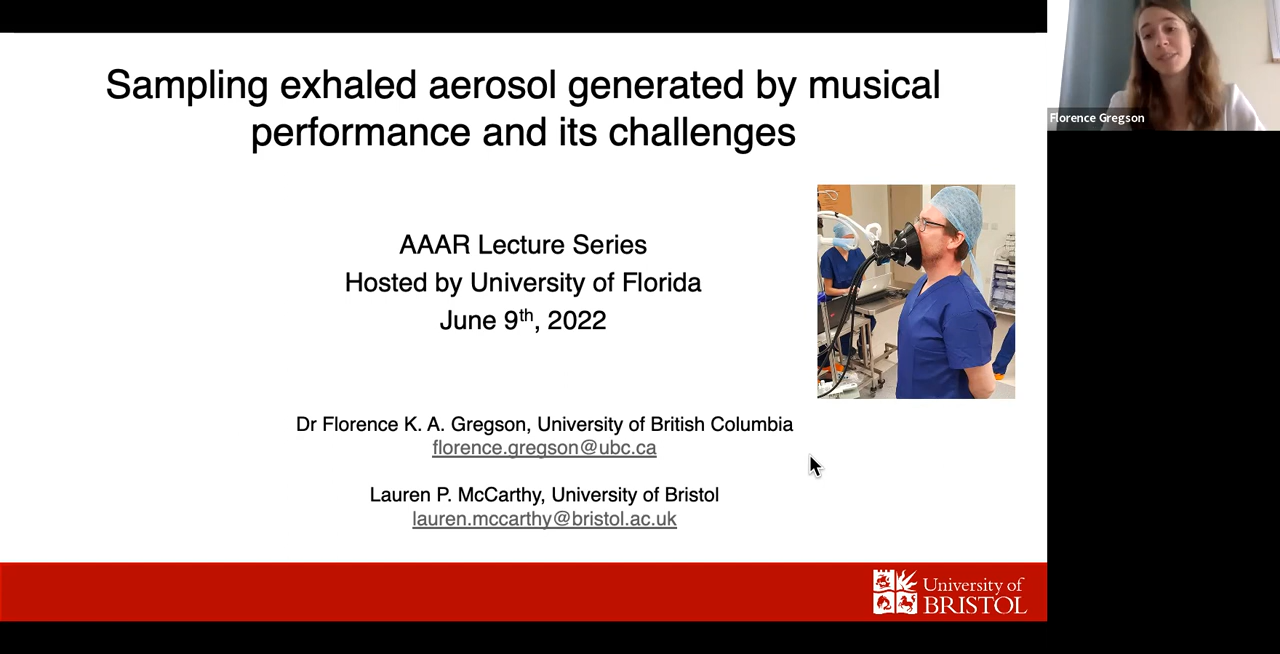 Sampling exhaled aerosol generated by musical
performance and its challenges
Florence Gregson
AAAR Lecture Series
Hosted by University of Florida
June 9th, 2022
Dr Florence K. A. Gregson, University of British Columbia
florence.gregson@ubc.ca
Lauren P. McCarthy, University of Bristol
lauren.mccarthy@bristol.ac.uk
University of
BRISTOL